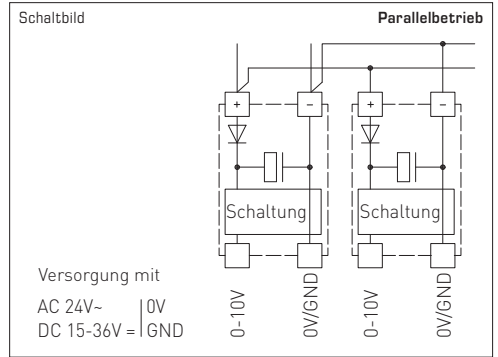 Schaltbild
Parallelbetrieb
+ − + −
Schaltung Schaltung
0-10V 0V/GND 0-10V 0V/GND
Versorgung mit
AC 24V~ | 0V
DC 15-36V = | GND